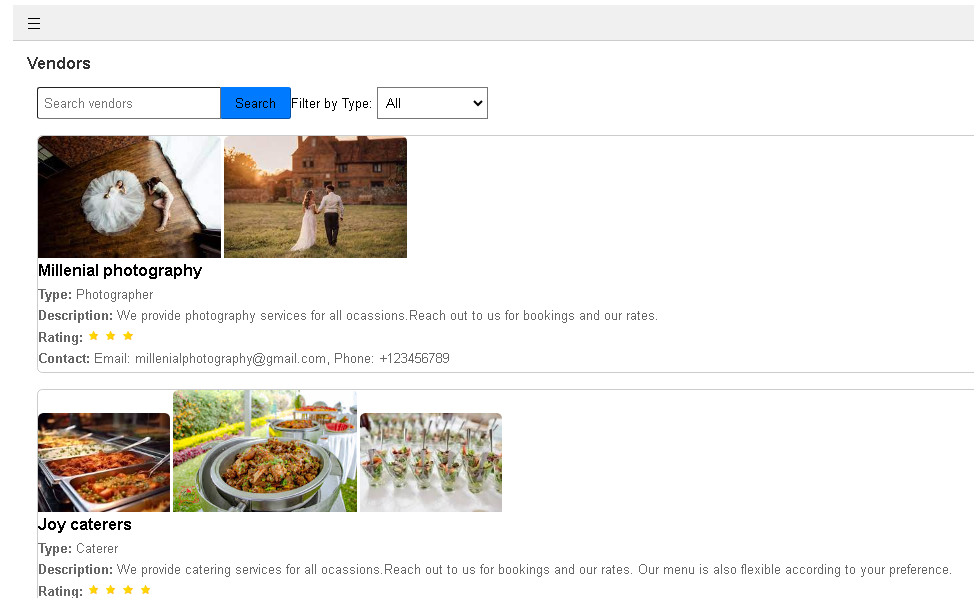 Vendors
Search vendors Search Filter by Type: All
Millenial photography
Type: Photographer
Description: We provide photography services for all ocassions.Reach out to us for bookings and our rates.
Rating:
Contact: Email: millenialphotography@gmail.com, Phone: +123456789
Joy caterers
Type: Caterer
Description: We provide catering services for all ocassions.Reach out to us for bookings and our rates. Our menu is also flexible according to your preference.
Rating: